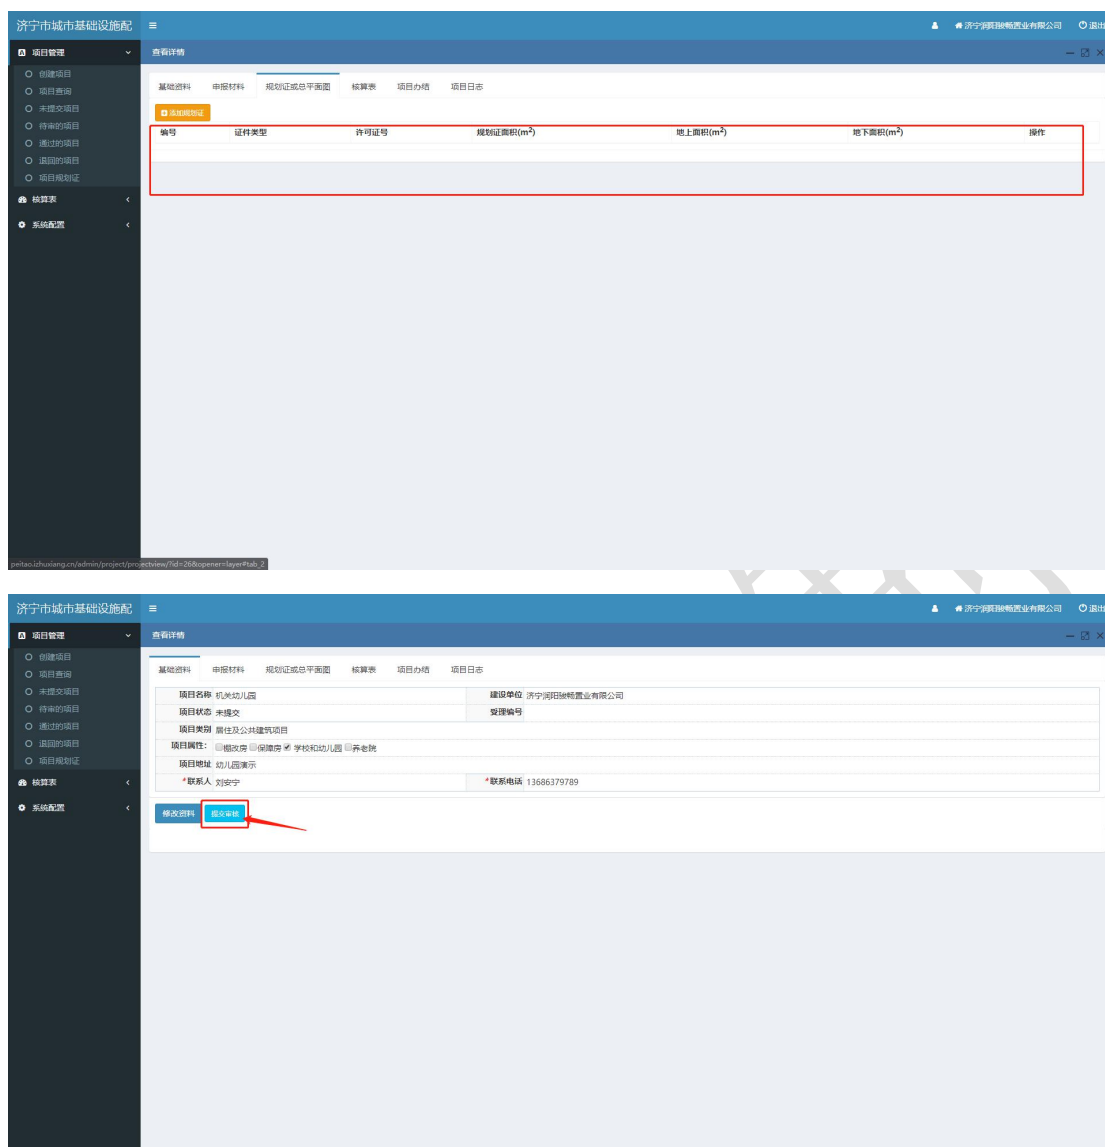 济宁市城市基础设施配
济宁润阳骏畅置业有限公司 退出
项目管理
查看详情
创建项目
项目查询
未提交项目
待审的项目
通过的项目
退回的项目
项目规划证
核算表
系统配置
基础资料 申报材料 规划证或总平面图 核算表 项目办结 项目日志
添加规划证
编号 证件类型 许可证号 规划证面积(m²) 地上面积(m²) 地下面积(m²) 操作
peitao.izhuxiang.cn/admin/project/projectview/?id=26&opener=layer#tab_2
济宁市城市基础设施配
济宁润阳骏畅置业有限公司 退出
项目管理
查看详情
创建项目
项目查询
未提交项目
待审的项目
通过的项目
退回的项目
项目规划证
核算表
系统配置
基础资料 申报材料 规划证或总平面图 核算表 项目办结 项目日志
项目名称 机关幼儿园 建设单位 济宁润阳骏畅置业有限公司
项目状态 未提交 受理编号
项目类别 居住及公共建筑项目
项目属性: 棚改房 保障房 学校和幼儿园 养老院
项目地址 幼儿园演示
*联系人 刘安宁 *联系电话 13686379789
修改资料 提交审核